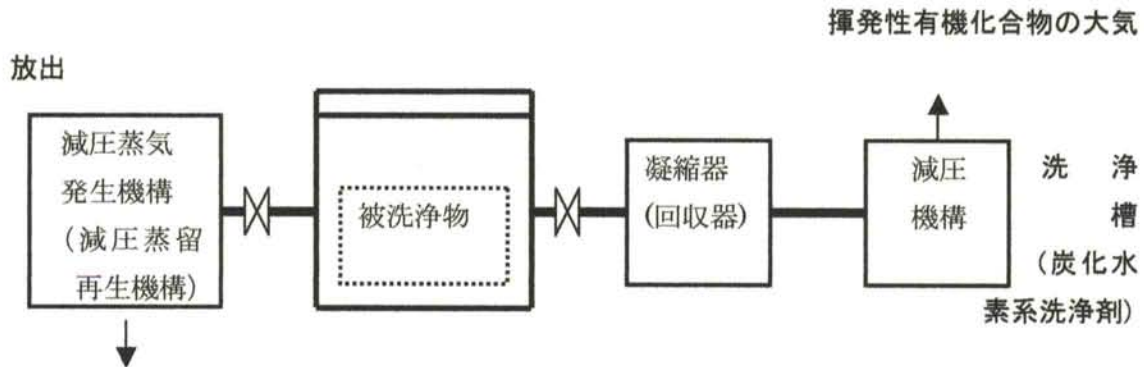 揮発性有機化合物の大気
放出
減圧蒸気
発生機構
(減圧蒸留
再生機構)
被洗浄物
凝縮器
(回収器)
減圧
機構
洗 浄
槽
(炭化水
素系洗浄剤)